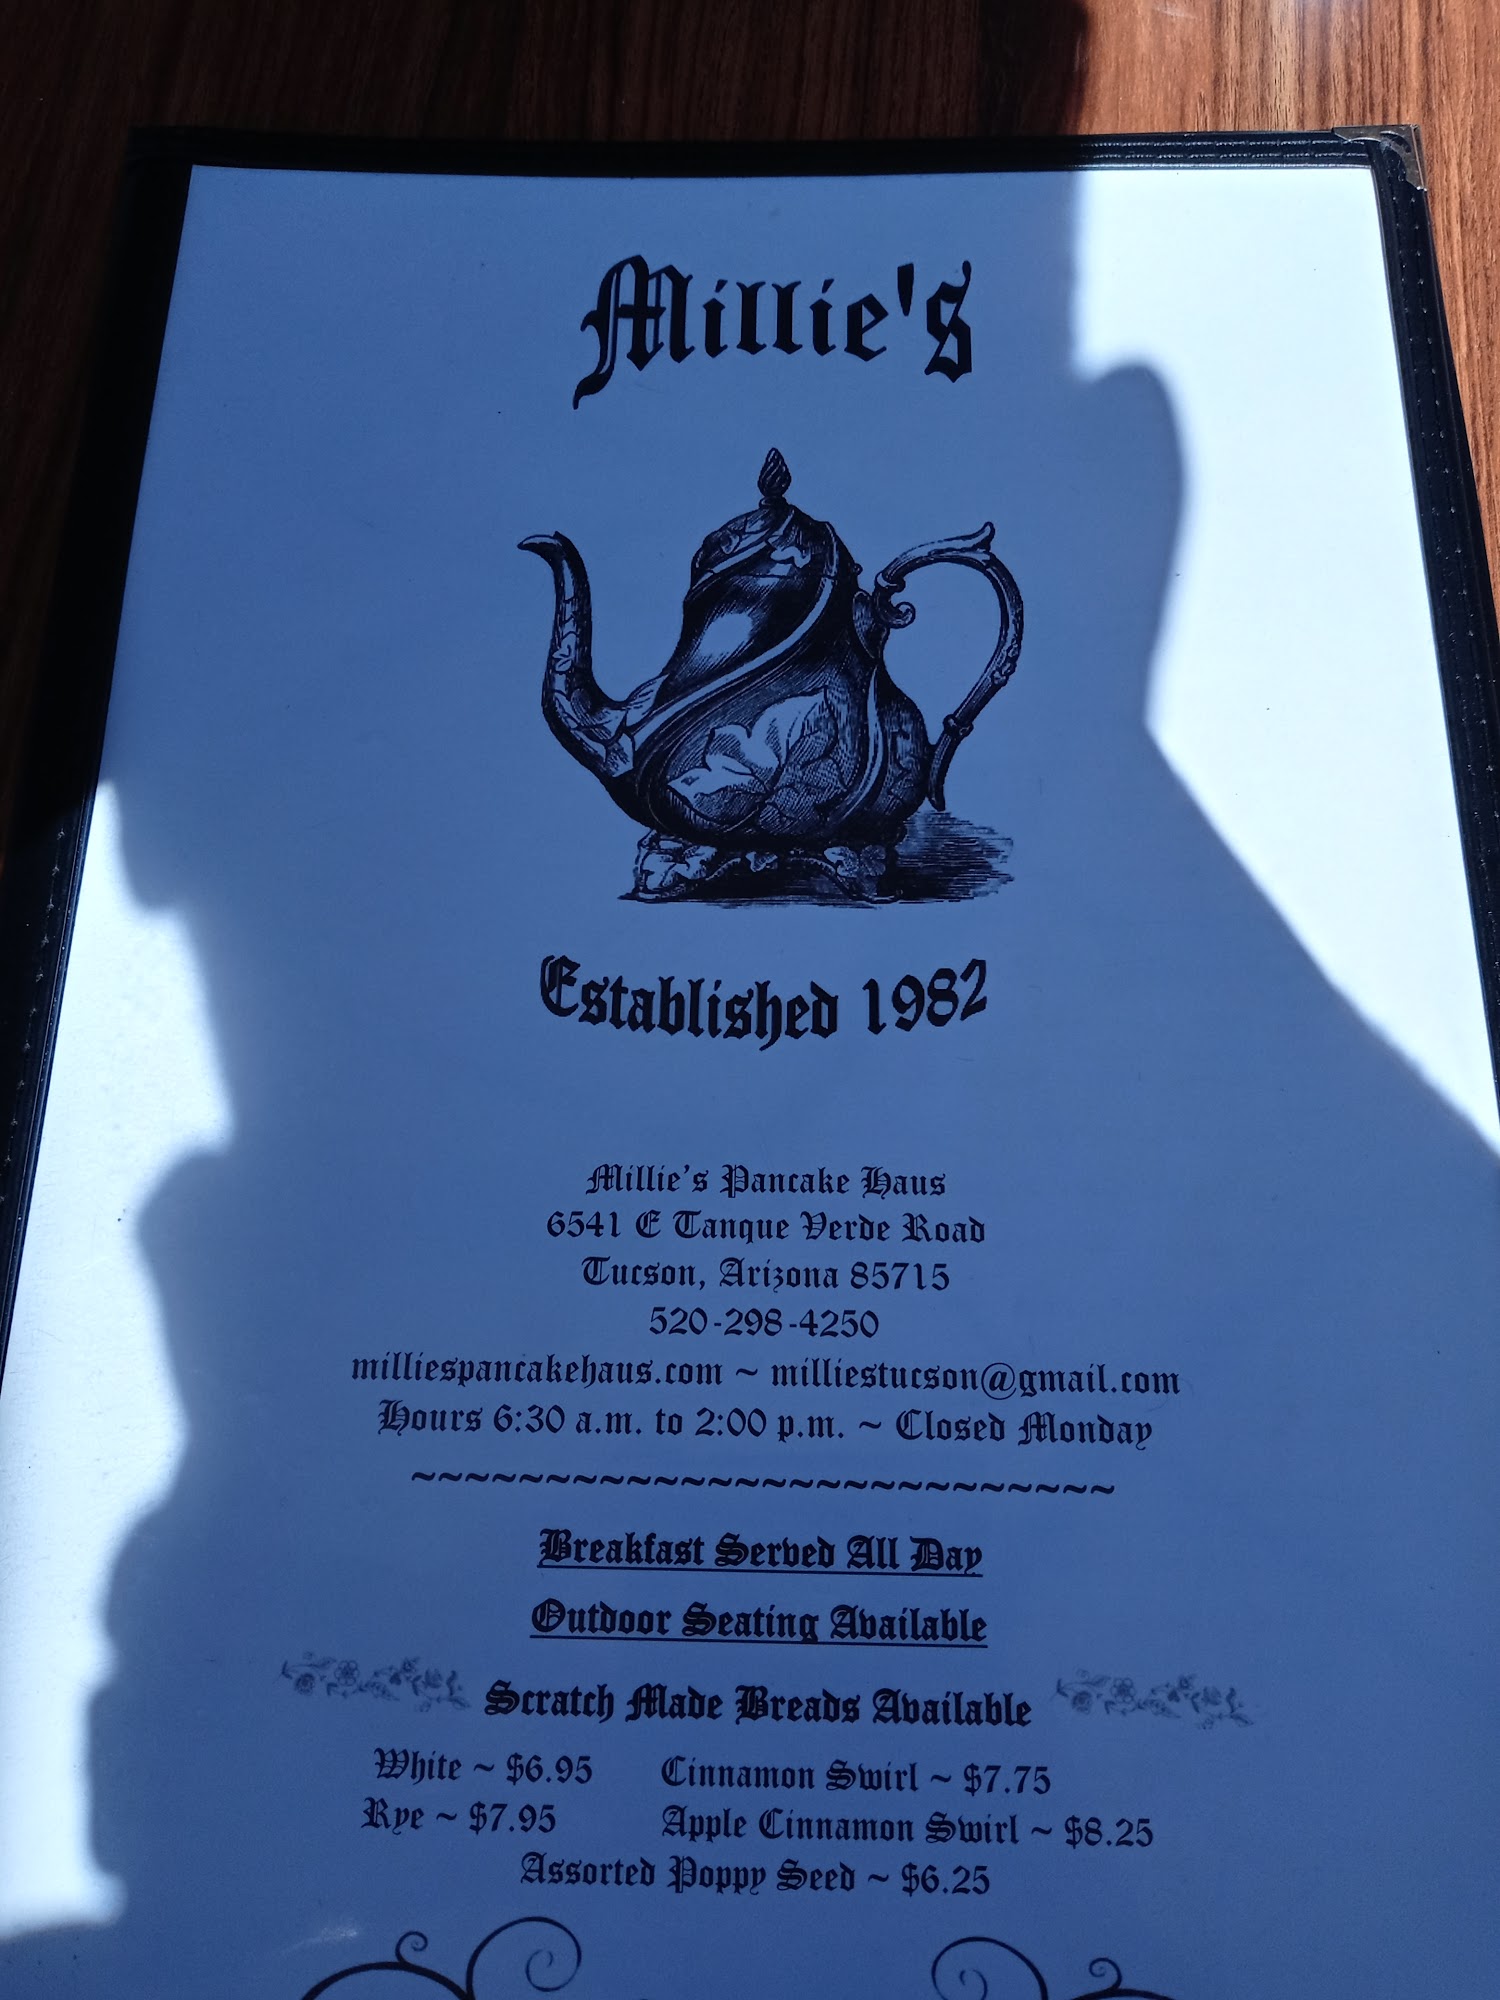 Millie's
Established 1982
Millie's Pancake Haus
6541 E Tanque Verde Road
Tucson, Arizona 85715
520-298-4250
milliespancakehaus.com ~ milliestucson@gmail.com
Hours 6:30 a.m. to 2:00 p.m. ~ Closed Monday
~~~~~~~~~~~~~~~~~~~~~~~~~~
Breakfast Served All Day
Outdoor Seating Available
Scratch Made Breads Available
White ~ $6.95 Cinnamon Swirl ~ $7.75
Rye ~ $7.95 Apple Cinnamon Swirl ~ $8.25
Assorted Poppy Seed ~ $6.25